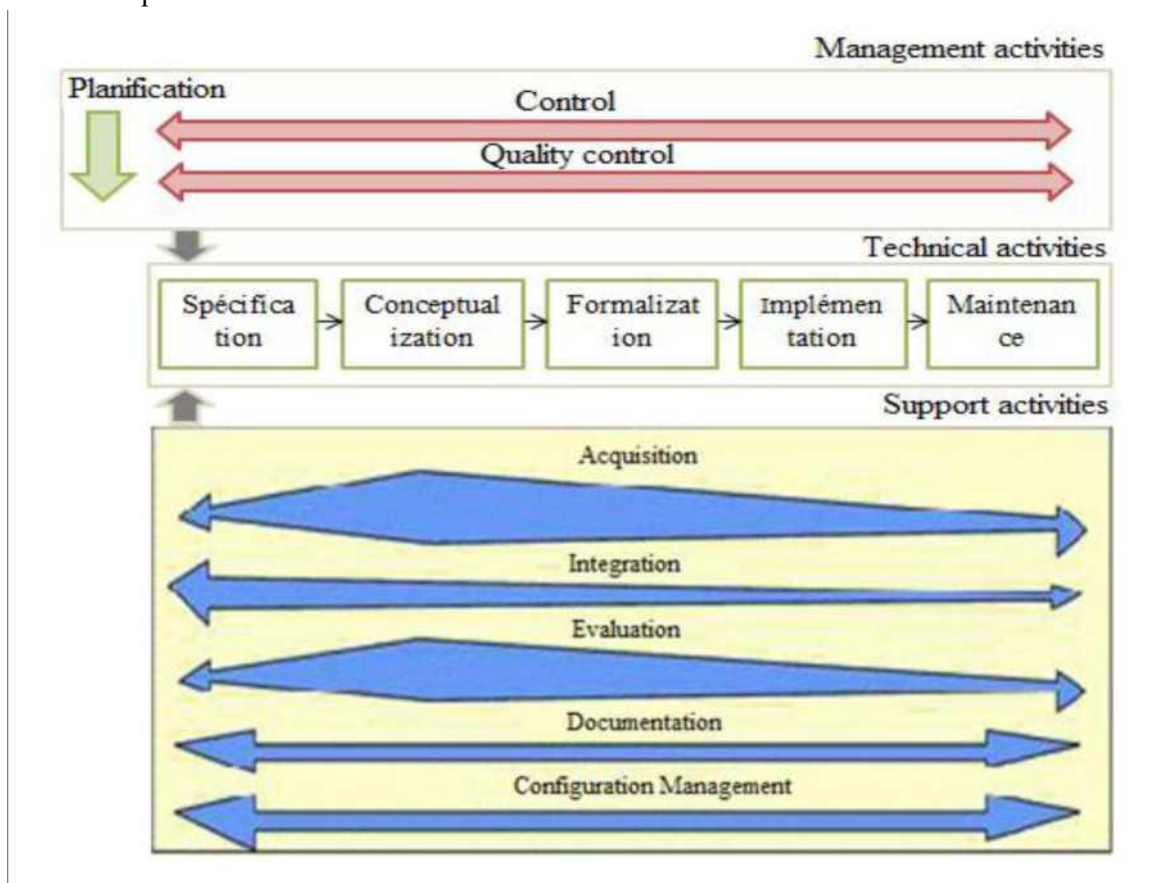 Management activities
Planification
Control
Quality control
Technical activities
Spécifica
tion
Conceptual
ization
Formalizat
ion
Implémen
tation
Maintenan
ce
Support activities
Acquisition
Integration
Evaluation
Documentation
Configuration Management